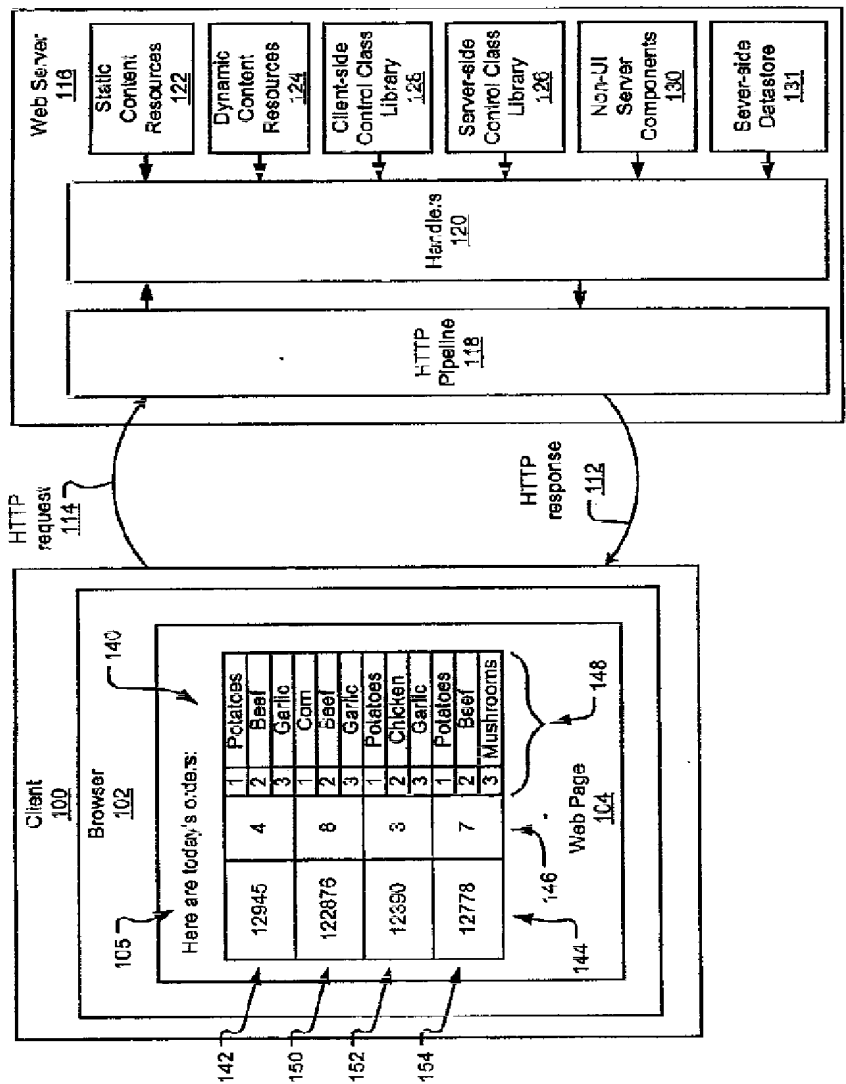 Client
100
Browser
102
105
Here are today's orders:
140
12945
4
1 Potatoes
2 Beef
3 Garlic
122876
8
1 Corn
2 Beef
3 Garlic
12390
3
1 Potatoes
2 Chicken
3 Garlic
12778
7
1 Potatoes
2 Beef
3 Mushrooms
142
150
152
154
144
146
148
Web Page
104
HTTP
request
114
HTTP
response
112
Web Server
116
HTTP
Pipeline
118
Handlers
120
Static
Content
Resources
122
Dynamic
Content
Resources
124
Client-side
Control Class
Library
128
Server-side
Control Class
Library
126
Non-UI
Server
Components
130
Sever-side
Datastore
131